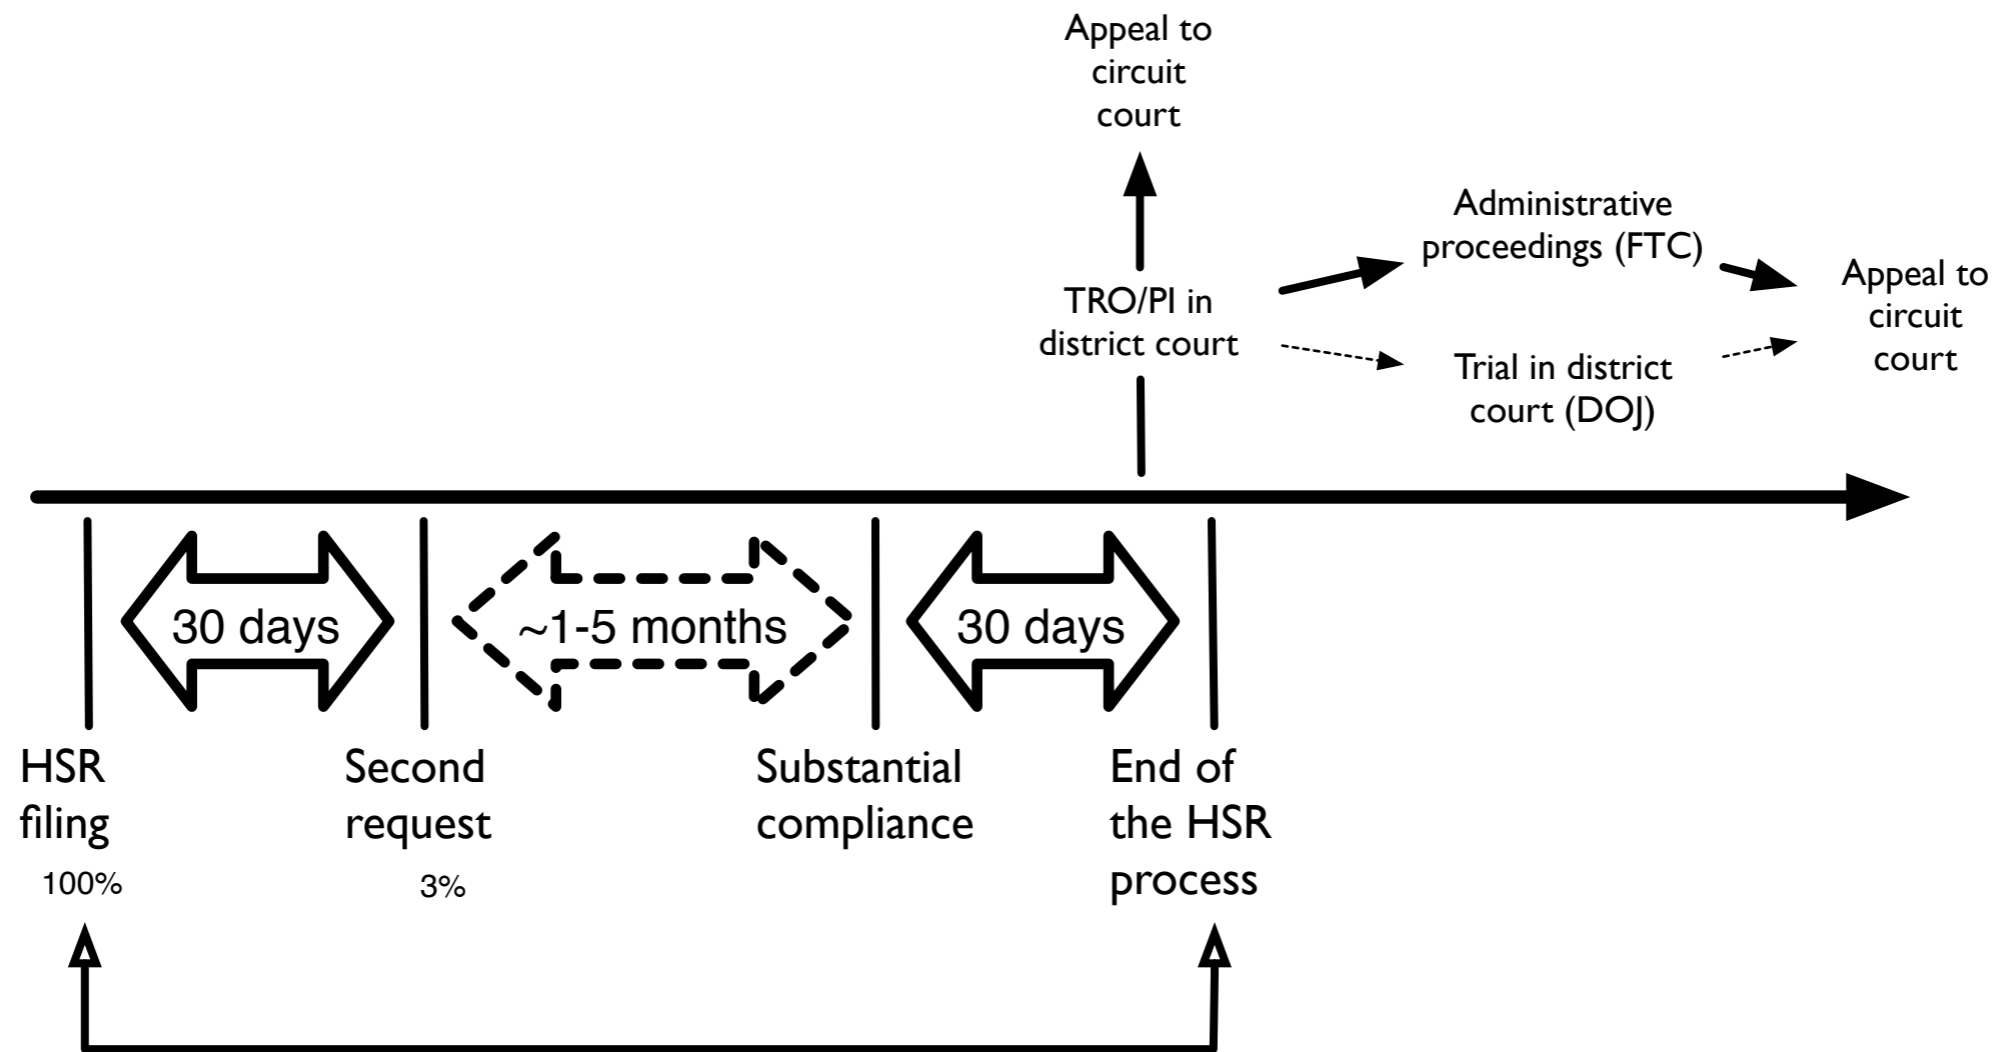 Appeal to
circuit
court
Administrative
proceedings (FTC)
TRO/PI in
district court
Appeal to
circuit
court
Trial in district
court (DOJ)
30 days
~1-5 months
30 days
HSR
filing
100%
Second
request
3%
Substantial
compliance
End of
the HSR
process